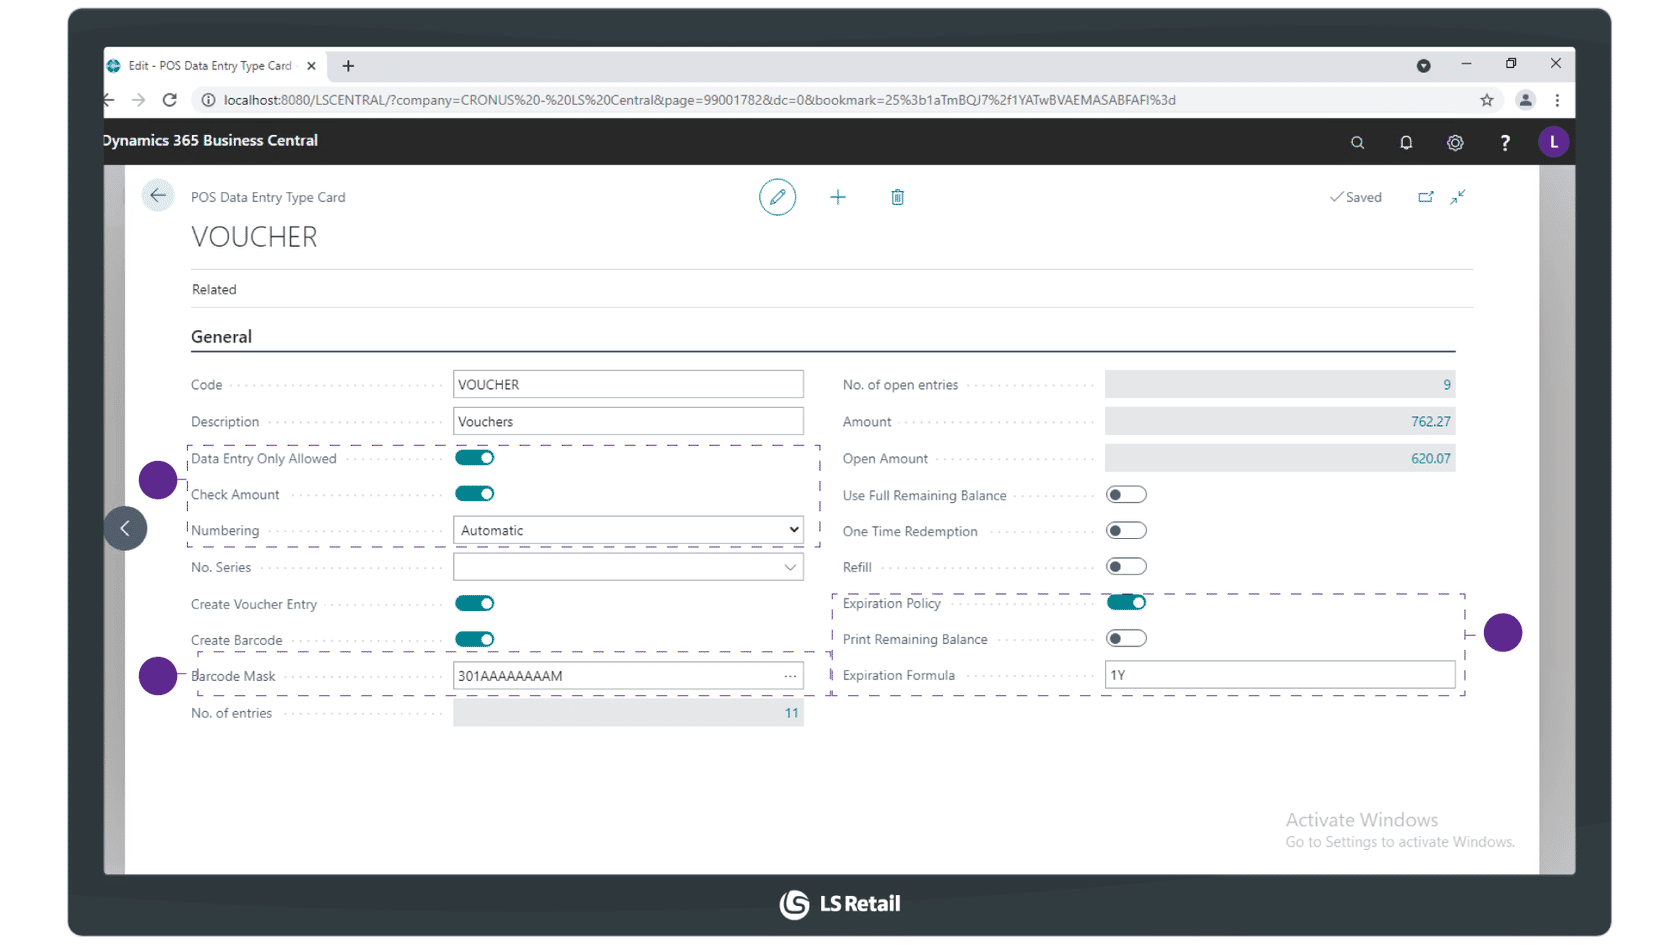 Edit - POS Data Entry Type Card
localhost:8080/LSCENTRAL/?company=CRONUS%20-%20LS%20Central&page=99001782&dc=0&bookmark=25%3b1aTmBQJ7%2f1YATwBVAEMASABFAFI%3d
Dynamics 365 Business Central
?
L
POS Data Entry Type Card
Saved
VOUCHER
Related
General
Code VOUCHER
No. of open entries 9
Description Vouchers
Amount 762.27
Data Entry Only Allowed
Open Amount 620.07
Check Amount
Use Full Remaining Balance
Numbering Automatic
One Time Redemption
No. Series
Refill
Create Voucher Entry
Expiration Policy
Create Barcode
Print Remaining Balance
Barcode Mask 301AAAAAAAAM ...
Expiration Formula 1Y
No. of entries 11
Activate Windows
Go to Settings to activate Windows.
LS Retail